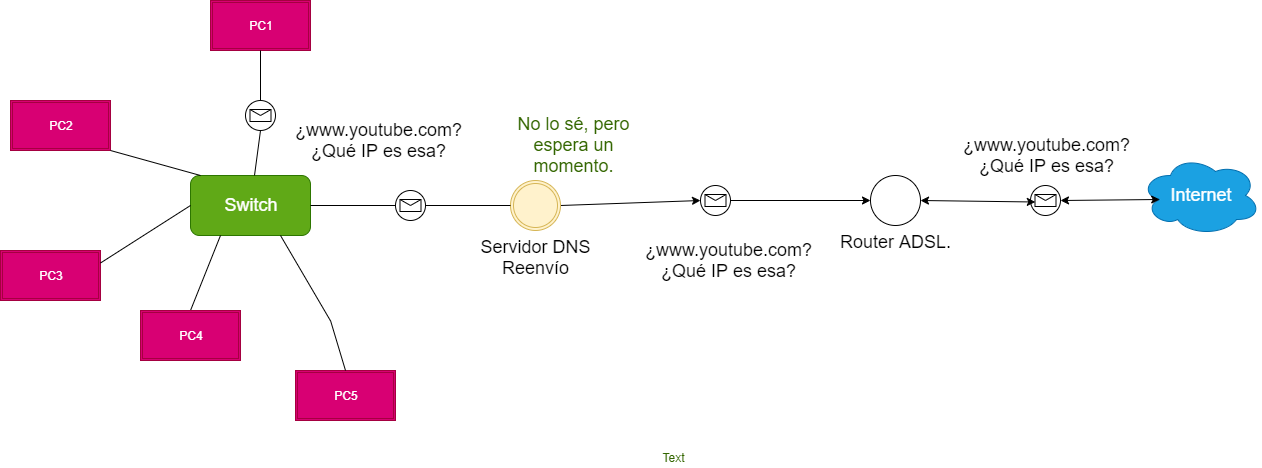 PC1
PC2
¿www.youtube.com?
¿Qué IP es esa?
No lo sé, pero
espera un
momento.
¿www.youtube.com?
¿Qué IP es esa?
Switch
Internet
Servidor DNS
Reenvío
¿www.youtube.com?
¿Qué IP es esa?
Router ADSL.
PC3
PC4
PC5
Text